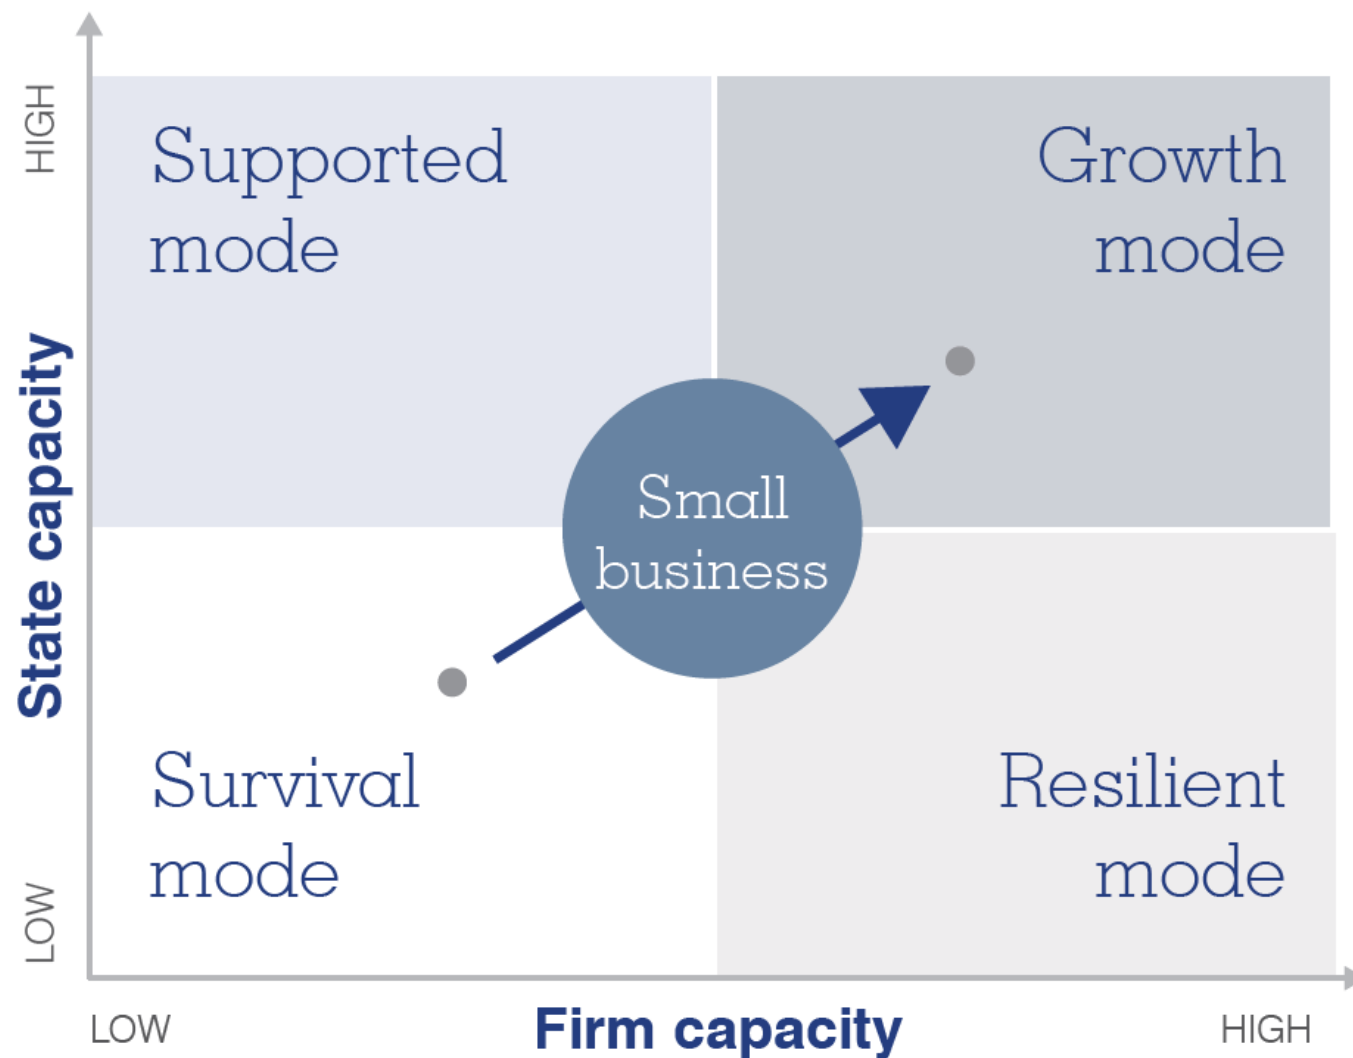 HIGH
Supported
mode
Growth
mode
State capacity
Small
business
Survival
mode
Resilient
mode
LOW
LOW
Firm capacity
HIGH